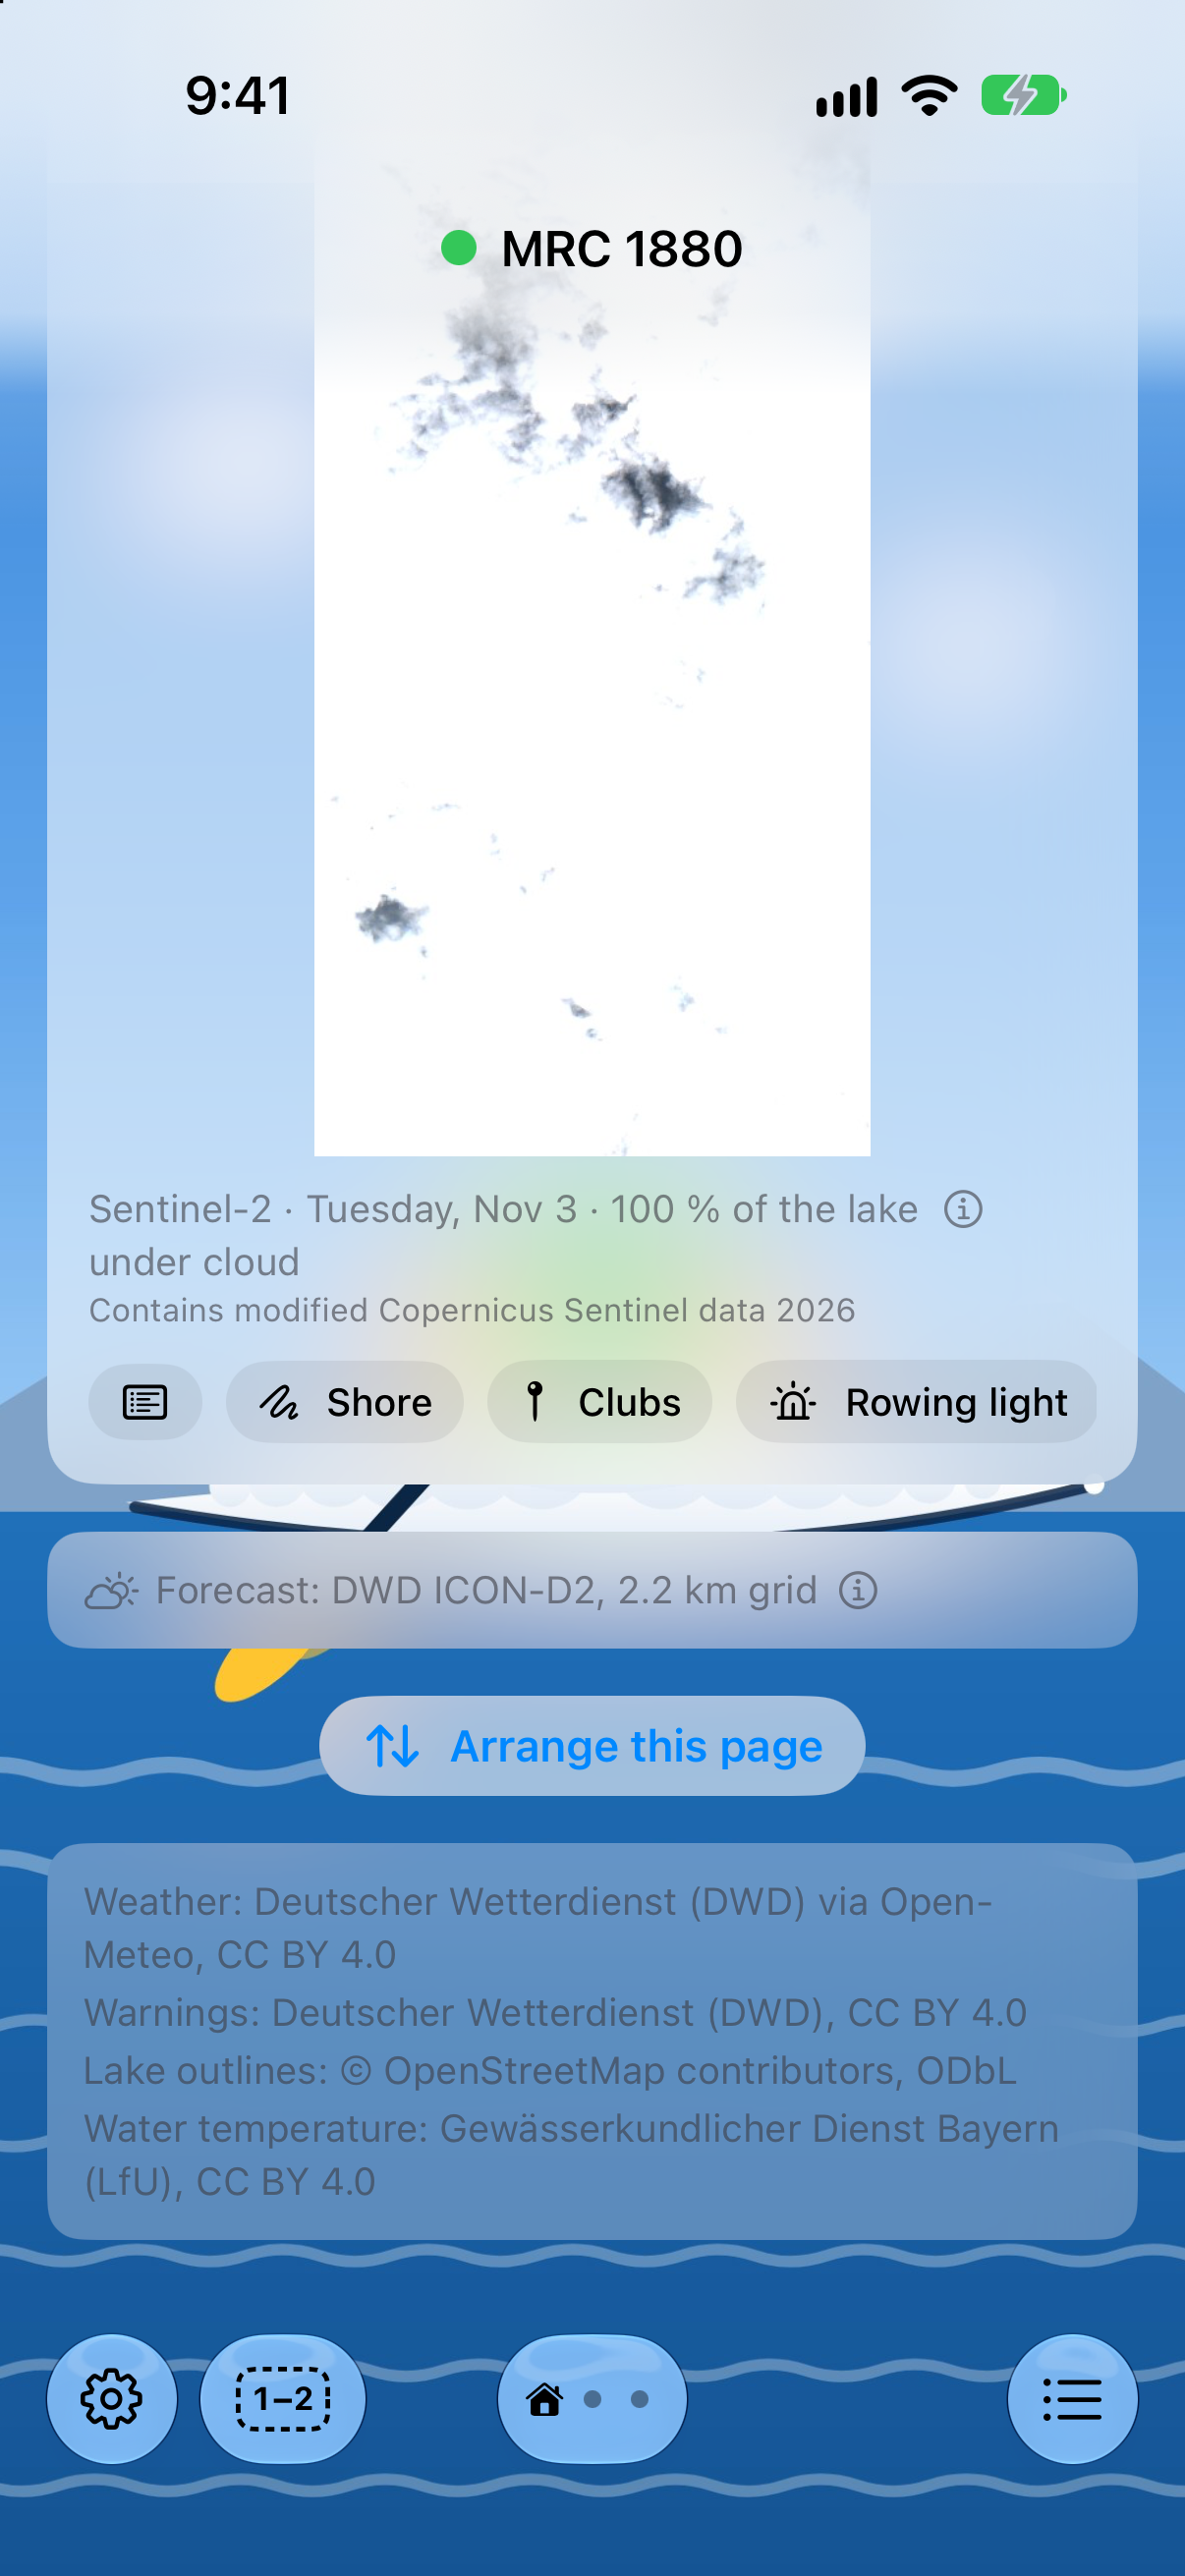 9:41
MRC 1880
Sentinel-2 · Tuesday, Nov 3 · 100 % of the lake
under cloud
Contains modified Copernicus Sentinel data 2026
Shore
Clubs
Rowing light
Forecast: DWD ICON-D2, 2.2 km grid
Arrange this page
Weather: Deutscher Wetterdienst (DWD) via Open-
Meteo, CC BY 4.0
Warnings: Deutscher Wetterdienst (DWD), CC BY 4.0
Lake outlines: © OpenStreetMap contributors, ODbL
Water temperature: Gewässerkundlicher Dienst Bayern
(LfU), CC BY 4.0
1–2